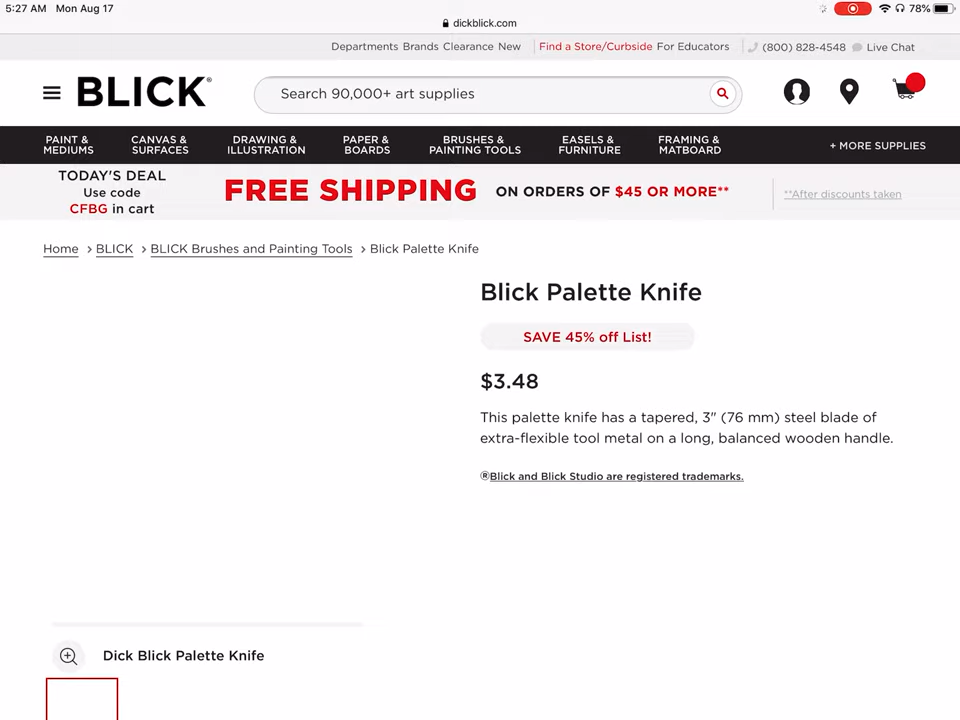 5:27 AM Mon Aug 17
78%
dickblick.com
Departments Brands Clearance New Find a Store/Curbside For Educators (800) 828-4548 Live Chat
BLICK®
Search 90,000+ art supplies
PAINT & MEDIUMS
CANVAS & SURFACES
DRAWING & ILLUSTRATION
PAPER & BOARDS
BRUSHES & PAINTING TOOLS
EASELS & FURNITURE
FRAMING & MATBOARD
+ MORE SUPPLIES
TODAY'S DEAL
Use code
CFBG in cart
FREE SHIPPING ON ORDERS OF $45 OR MORE**
**After discounts taken
Home > BLICK > BLICK Brushes and Painting Tools > Blick Palette Knife
Blick Palette Knife
SAVE 45% off List!
$3.48
This palette knife has a tapered, 3" (76 mm) steel blade of
extra-flexible tool metal on a long, balanced wooden handle.
®Blick and Blick Studio are registered trademarks.
Dick Blick Palette Knife